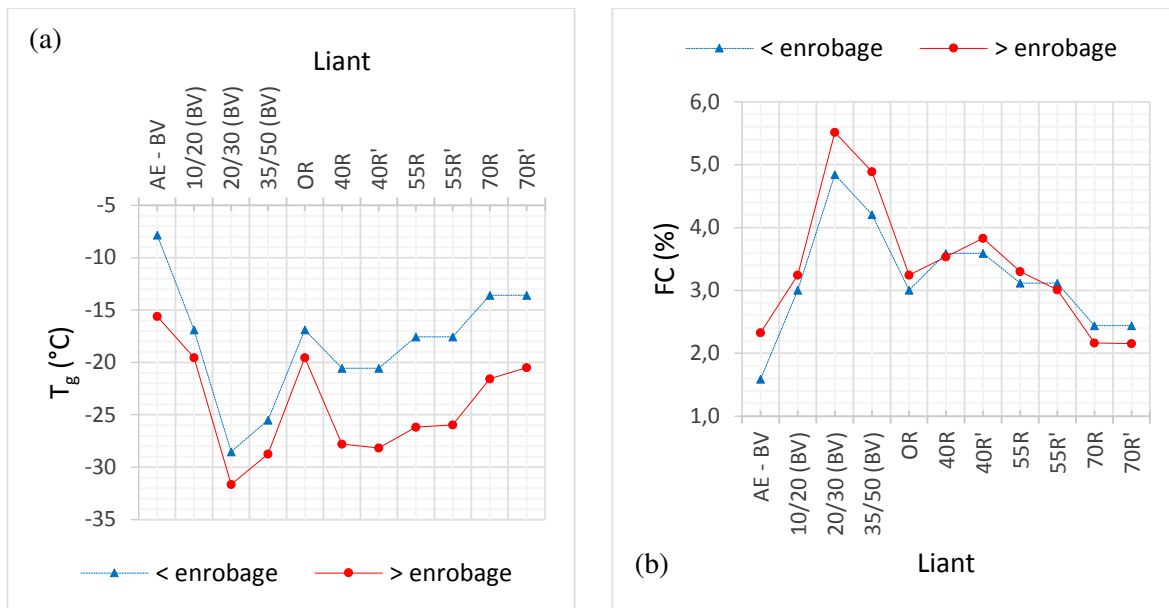 (a)
Liant
AE - BV
10/20 (BV)
20/30 (BV)
35/50 (BV)
OR
40R
40R'
55R
55R'
70R
70R'
-5
-10
-15
-20
-25
-30
-35
Tg (°C)
< enrobage > enrobage
< enrobage > enrobage
6,0
5,0
4,0
3,0
2,0
1,0
FC (%)
AE - BV
10/20 (BV)
20/30 (BV)
35/50 (BV)
OR
40R
40R'
55R
55R'
70R
70R'
(b)
Liant